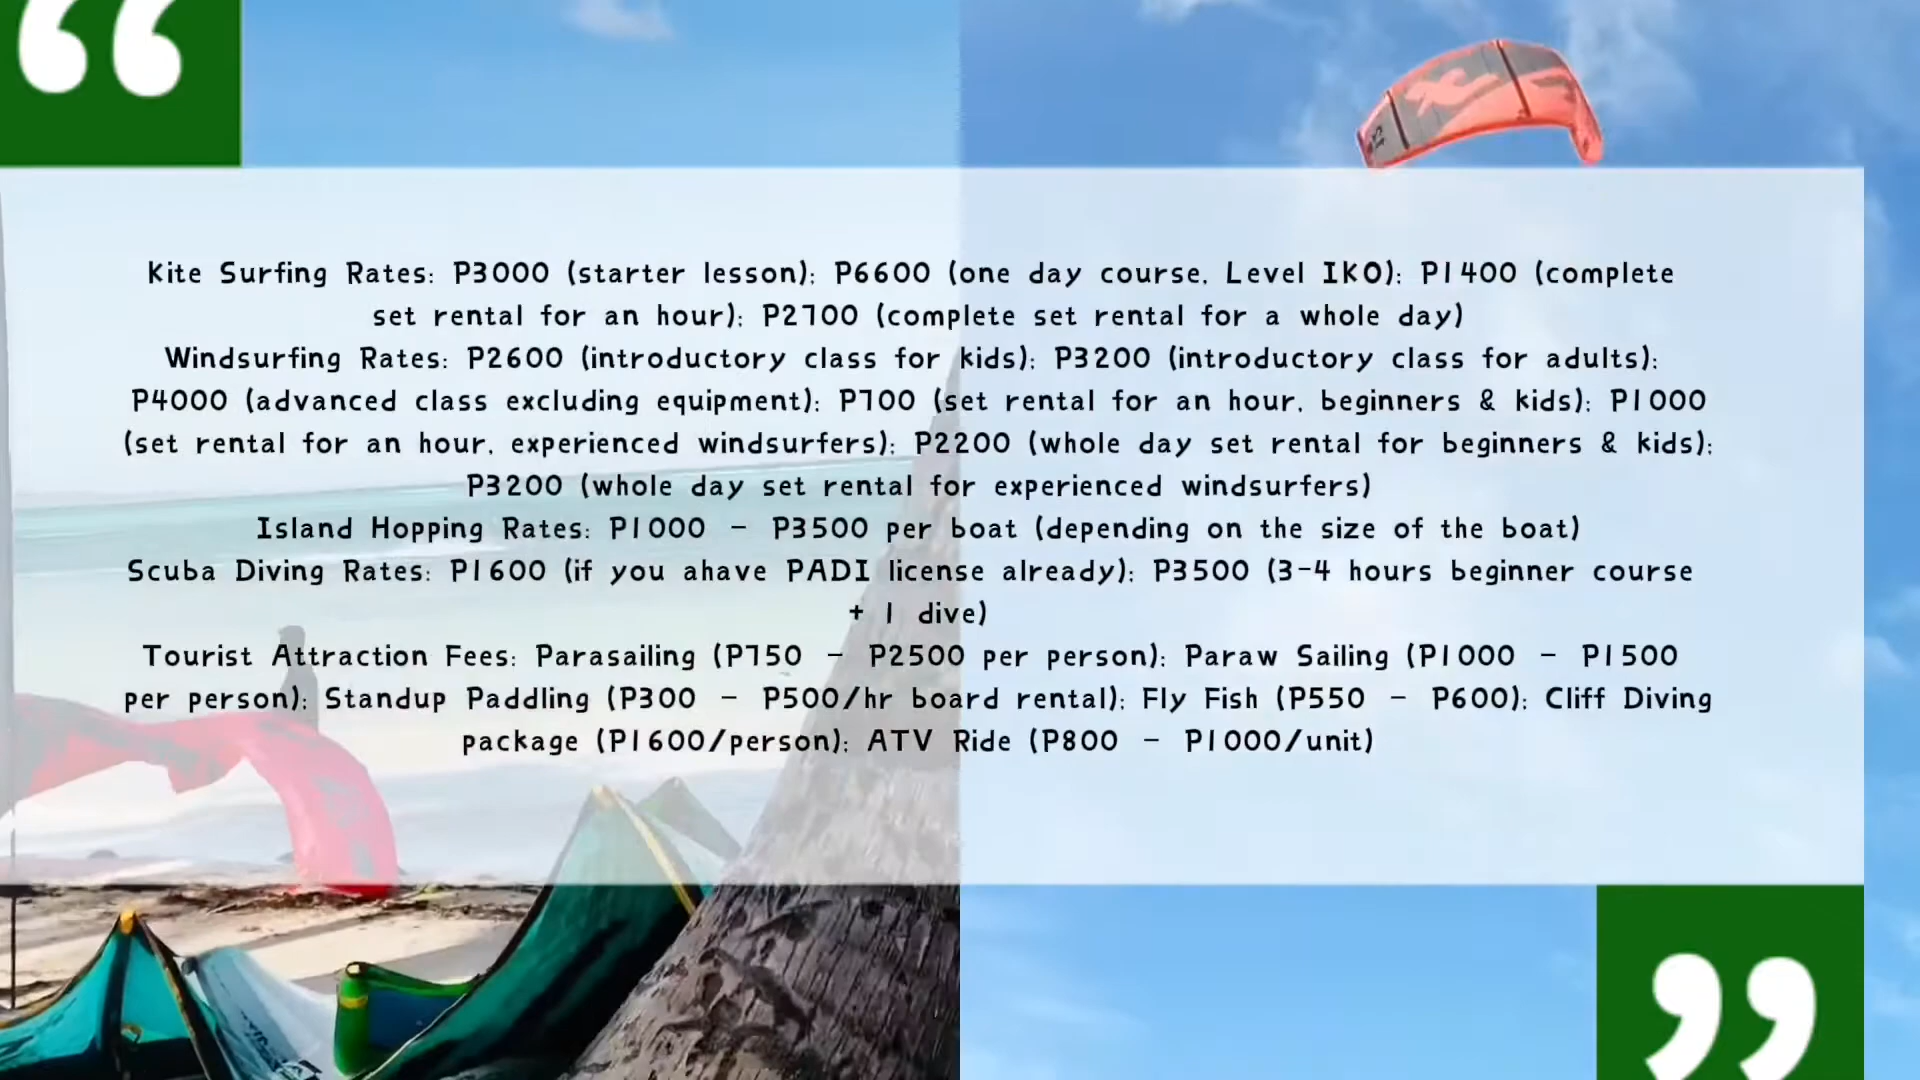 Kite Surfing Rates: P3000 (starter lesson); P6600 (one day course, Level IKO); P1400 (complete
set rental for an hour); P2700 (complete set rental for a whole day)
Windsurfing Rates: P2600 (introductory class for kids); P3200 (introductory class for adults);
P4000 (advanced class excluding equipment); P700 (set rental for an hour, beginners & kids); P1000
(set rental for an hour, experienced windsurfers); P2200 (whole day set rental for beginners & kids);
P3200 (whole day set rental for experienced windsurfers)
Island Hopping Rates: P1000 - P3500 per boat (depending on the size of the boat)
Scuba Diving Rates: P1600 (if you ahave PADI license already); P3500 (3-4 hours beginner course
+ 1 dive)
Tourist Attraction Fees: Parasailing (P750 - P2500 per person); Paraw Sailing (P1000 - P1500
per person); Standup Paddling (P300 - P500/hr board rental); Fly Fish (P550 - P600); Cliff Diving
package (P1600/person); ATV Ride (P800 - P1000/unit)